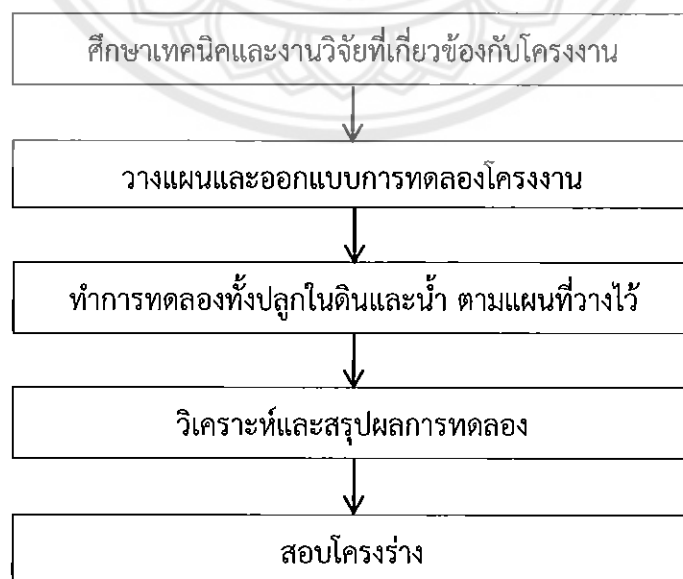 ศึกษาเทคนิคและงานวิจัยที่เกี่ยวข้องกับโครงงาน
วางแผนและออกแบบการทดลองโครงงาน
ทำการทดลองทั้งปลูกในดินและน้ำ ตามแผนที่วางไว้
วิเคราะห์และสรุปผลการทดลอง
สอบโครงร่าง